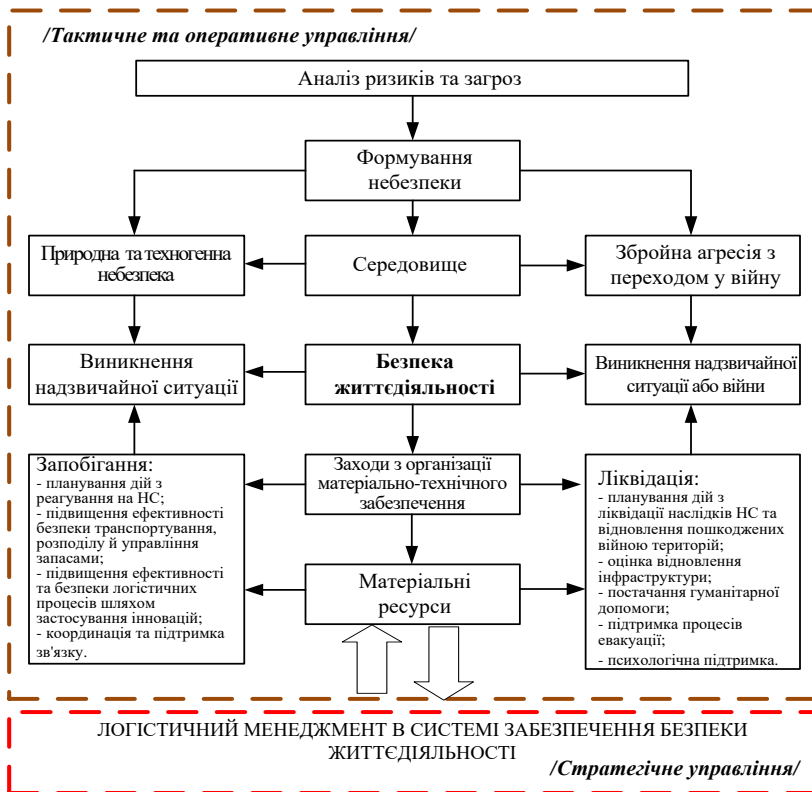 /Тактичне та оперативне управління/
Аналіз ризиків та загроз
Формування
небезпеки
Природна та техногенна
небезпека
Середовище
Збройна агресія з
переходом у війну
Виникнення
надзвичайної ситуації
Безпека
життєдіяльності
Виникнення надзвичайної
ситуації або війни
Запобігання:
- планування дій з
реагування на НС;
- підвищення ефективності
безпеки транспортування,
розподілу й управління
запасами;
- підвищення ефективності
та безпеки логістичних
процесів шляхом
застосування інновацій;
- координація та підтримка
зв'язку.
Заходи з організації
матеріально-технічного
забезпечення
Матеріальні
ресурси
Ліквідація:
- планування дій з
ліквідації наслідків НС та
відновлення пошкоджених
війною територій;
- оцінка відновлення
інфраструктури;
- постачання гуманітарної
допомоги;
- підтримка процесів
евакуації;
- психологічна підтримка.
ЛОГІСТИЧНИЙ МЕНЕДЖМЕНТ В СИСТЕМІ ЗАБЕЗПЕЧЕННЯ БЕЗПЕКИ
ЖИТТЄДІЯЛЬНОСТІ
/Стратегічне управління/